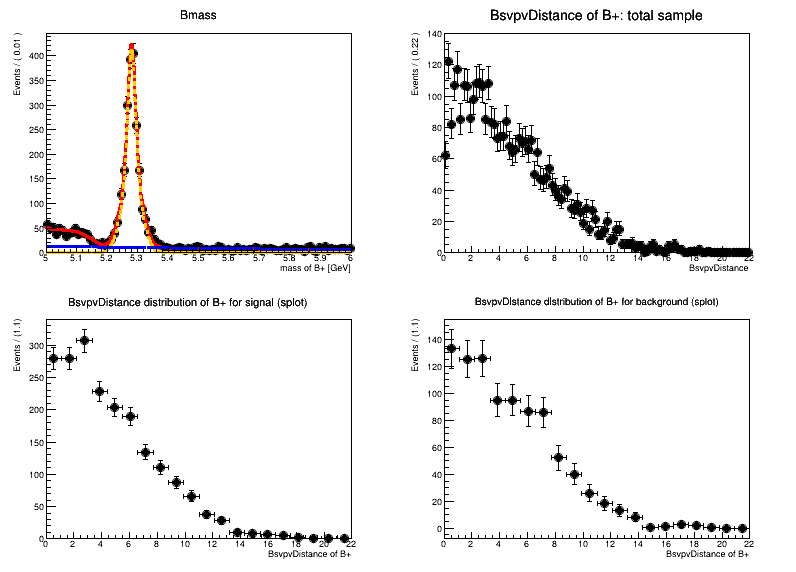 Bmass
Events / ( 0.01 )
400
350
300
250
200
150
100
50
0
5 5.1 5.2 5.3 5.4 5.5 5.6 5.7 5.8 5.9 6
mass of B+ [GeV]
BsvpvDistance of B+: total sample
Events / ( 0.22 )
140
120
100
80
60
40
20
0
0 2 4 6 8 10 12 14 16 18 20 22
BsvpvDistance
BsvpvDistance distribution of B+ for signal (splot)
Events / (1.1)
300
250
200
150
100
50
0
0 2 4 6 8 10 12 14 16 18 20 22
BsvpvDistance of B+
BsvpvDistance distribution of B+ for background (splot)
Events / (1.1)
140
120
100
80
60
40
20
0
0 2 4 6 8 10 12 14 16 18 20 22
BsvpvDistance of B+